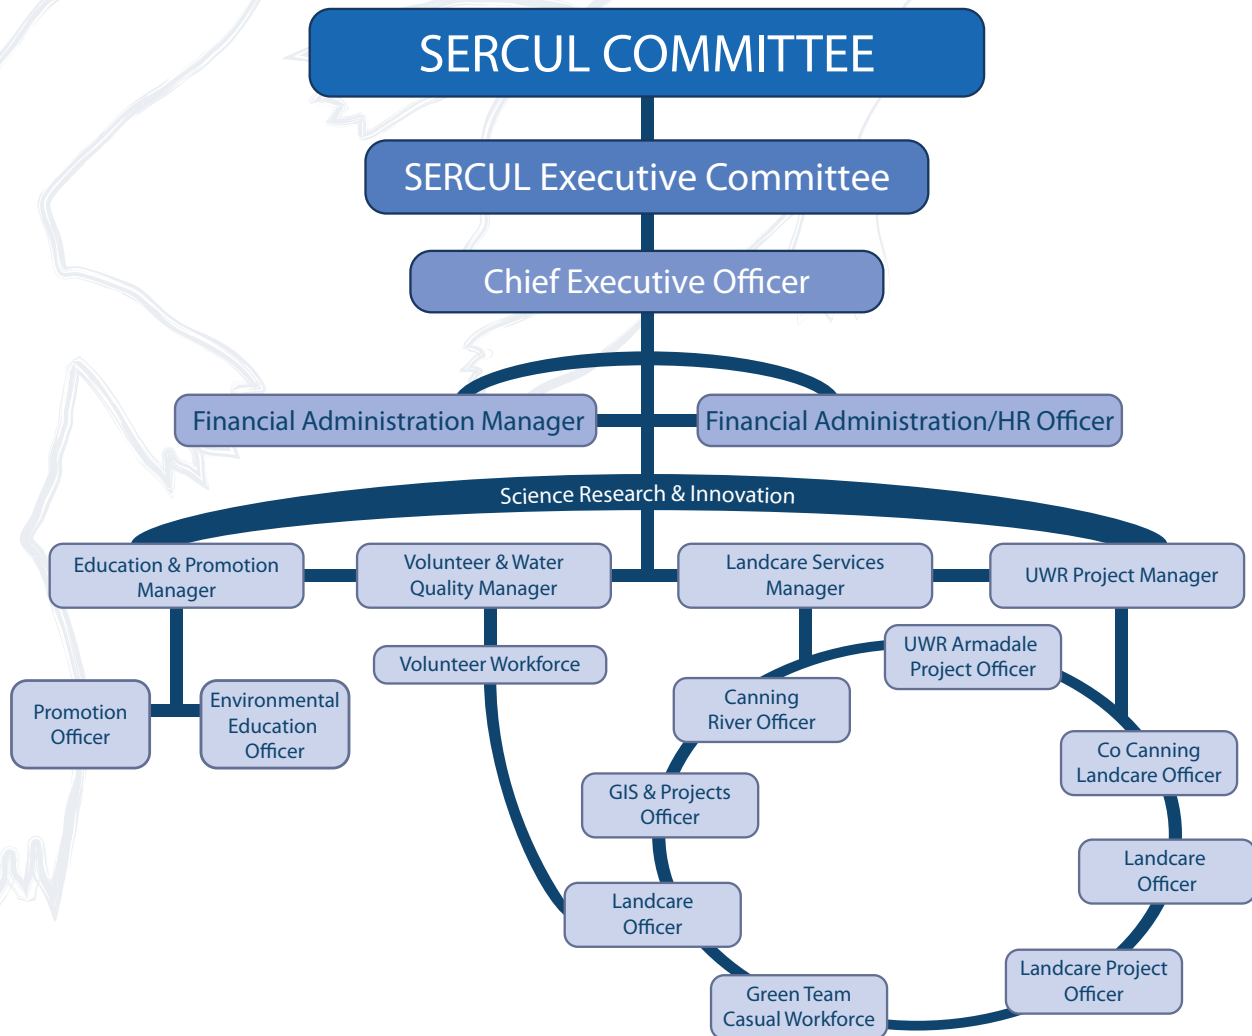 SERCUL COMMITTEE
SERCUL Executive Committee
Chief Executive Officer
Financial Administration Manager
Financial Administration/HR Officer
Science Research & Innovation
Education & Promotion
Manager
Volunteer & Water
Quality Manager
Landcare Services
Manager
UWR Project Manager
Volunteer Workforce
UWR Armadale
Project Officer
Promotion
Officer
Environmental
Education
Officer
Canning
River Officer
Co Canning
Landcare Officer
GIS & Projects
Officer
Landcare
Officer
Landcare
Officer
Landcare Project
Officer
Green Team
Casual Workforce